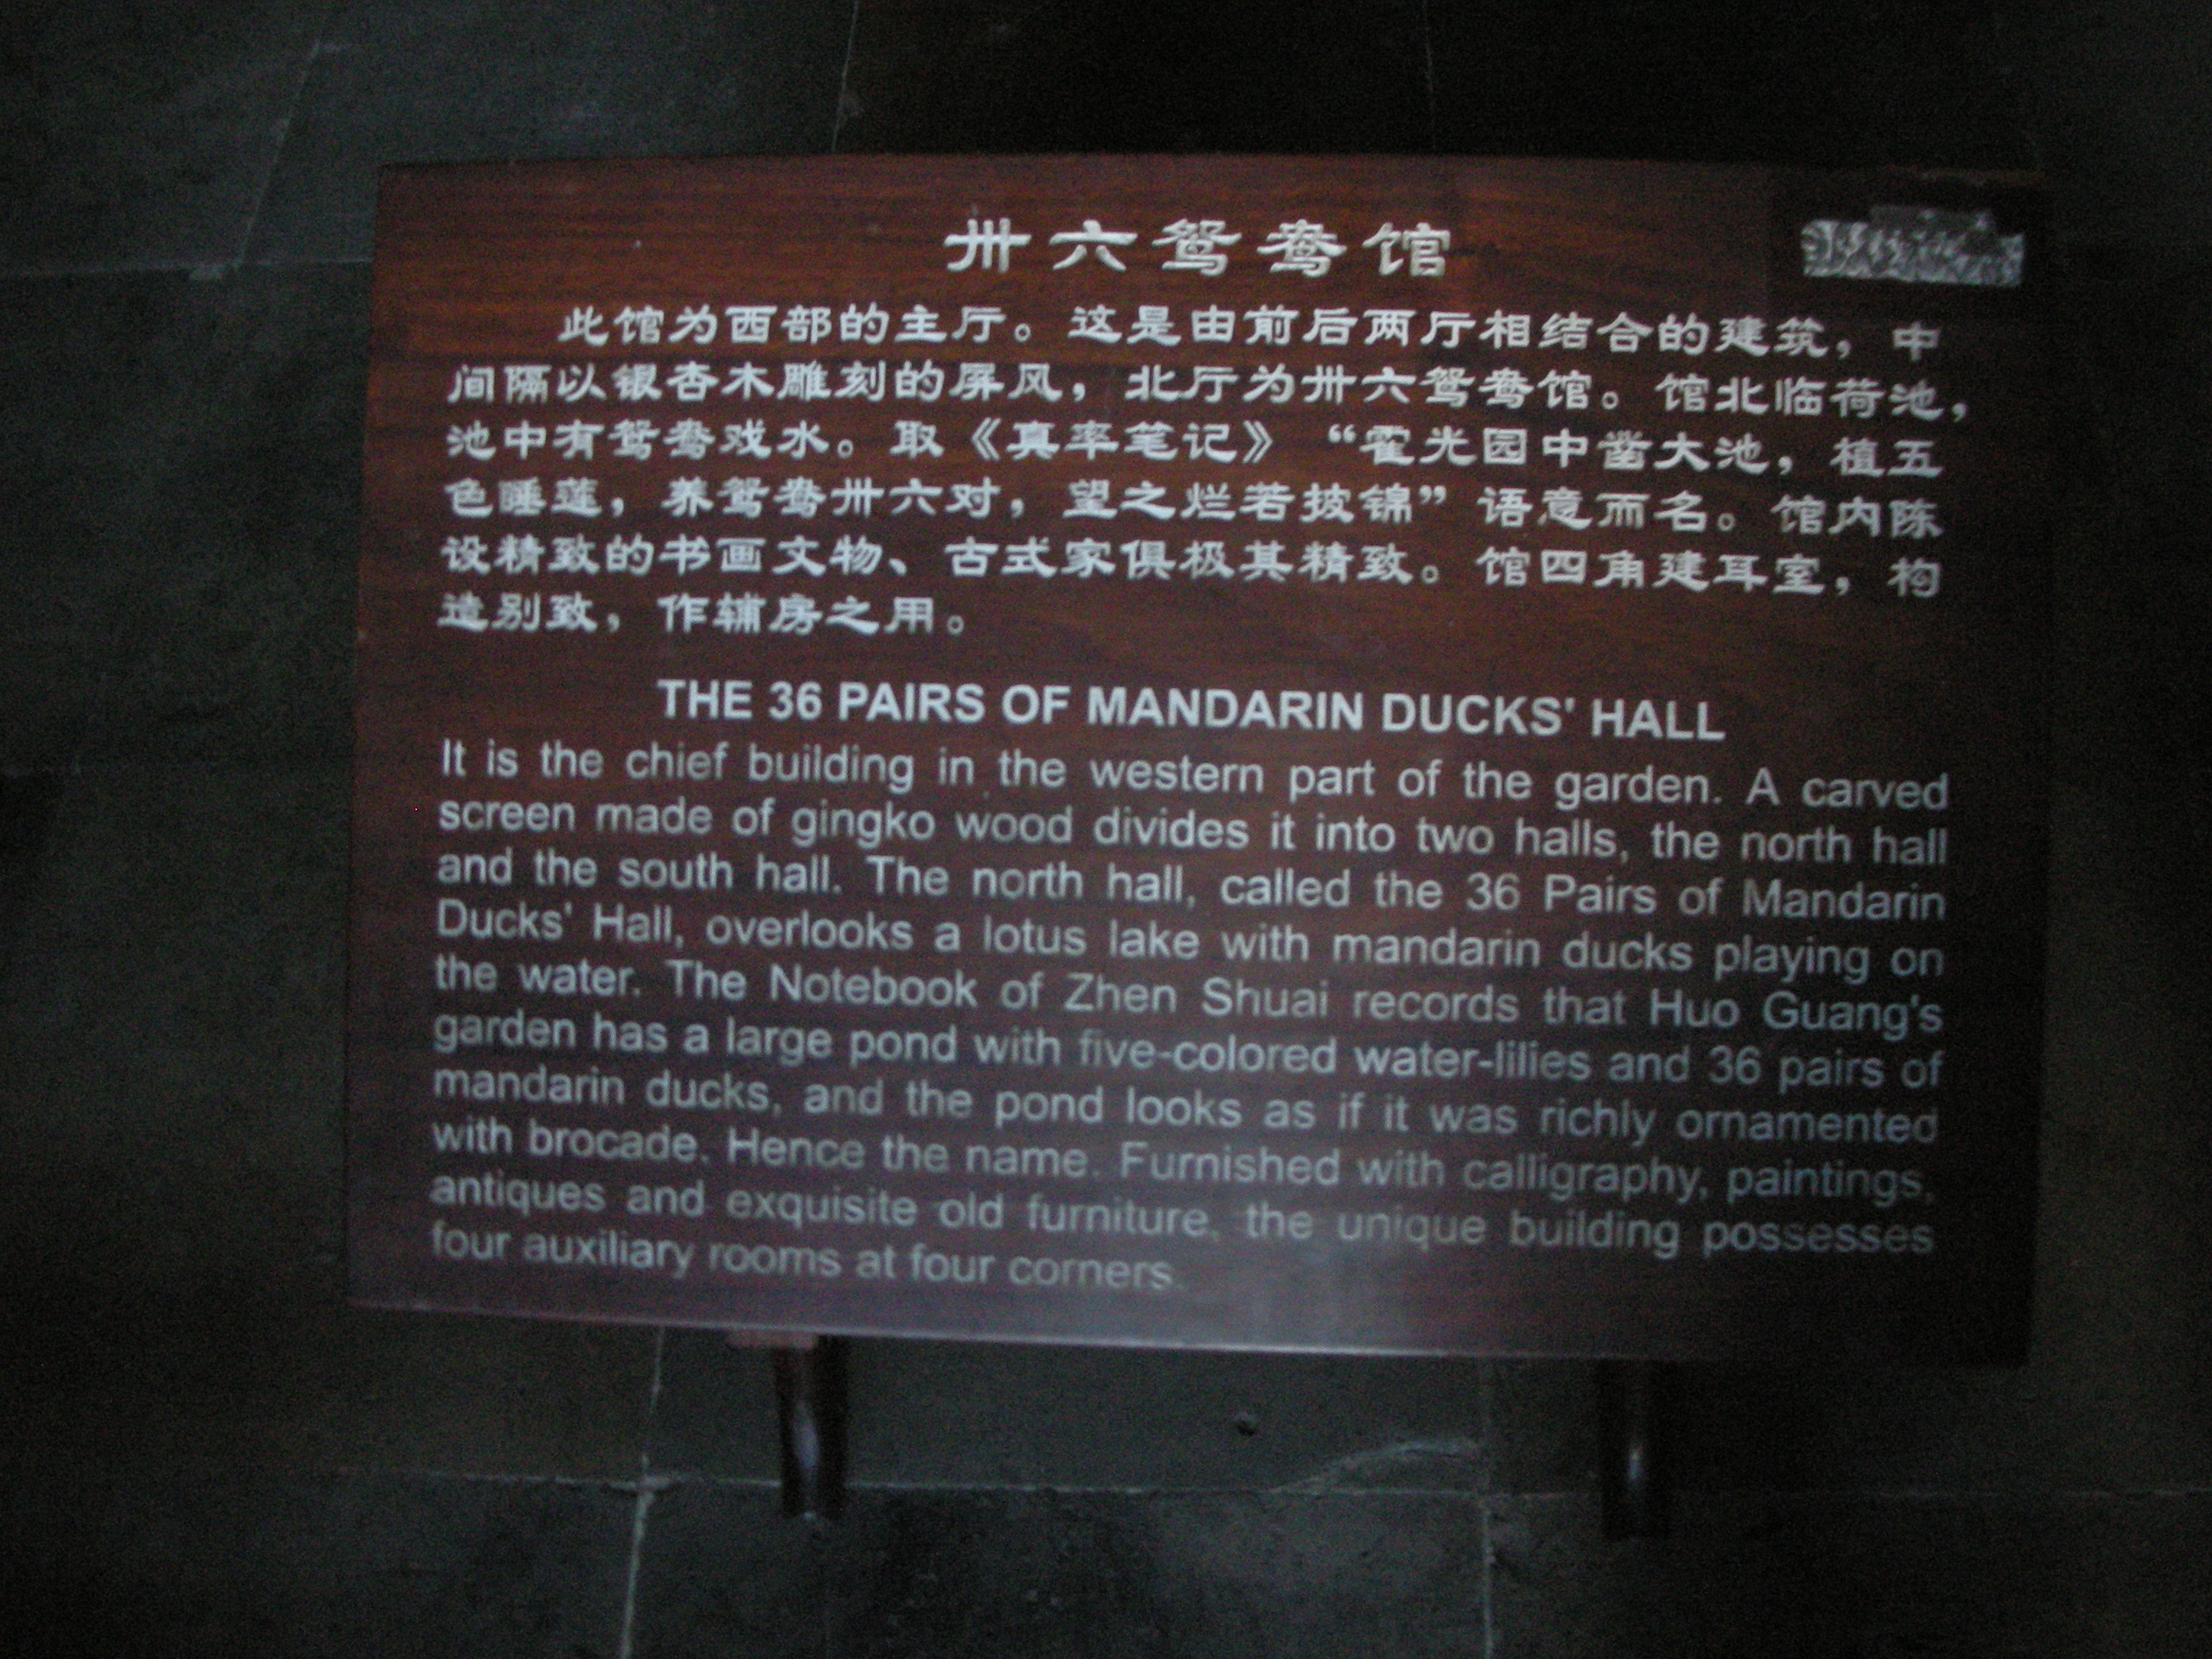 卅六鸳鸯馆
此馆为西部的主厅。这是由前后两厅相结合的建筑，中
间隔以银杏木雕刻的屏风，北厅为卅六鸳鸯馆。馆北临荷池，
池中有鸳鸯戏水。取《真率笔记》“霍光园中凿大池，植五
色睡莲，养鸳鸯卅六对，望之烂若披锦”语意而名。馆内陈
设精致的书画文物、古式家俱极其精致。馆四角建耳室，构
造别致，作辅房之用。
THE 36 PAIRS OF MANDARIN DUCKS' HALL
It is the chief building in the western part of the garden. A carved
screen made of gingko wood divides it into two halls, the north hall
and the south hall. The north hall, called the 36 Pairs of Mandarin
Ducks' Hall, overlooks a lotus lake with mandarin ducks playing on
the water. The Notebook of Zhen Shuai records that Huo Guang's
garden has a large pond with five-colored water-lilies and 36 pairs of
mandarin ducks, and the pond looks as if it was richly ornamented
with brocade. Hence the name. Furnished with calligraphy, paintings,
antiques and exquisite old furniture, the unique building possesses
four auxiliary rooms at four corners.